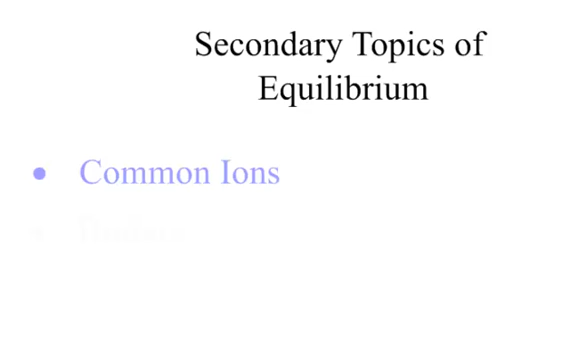 Secondary Topics of
Equilibrium
• Common Ions